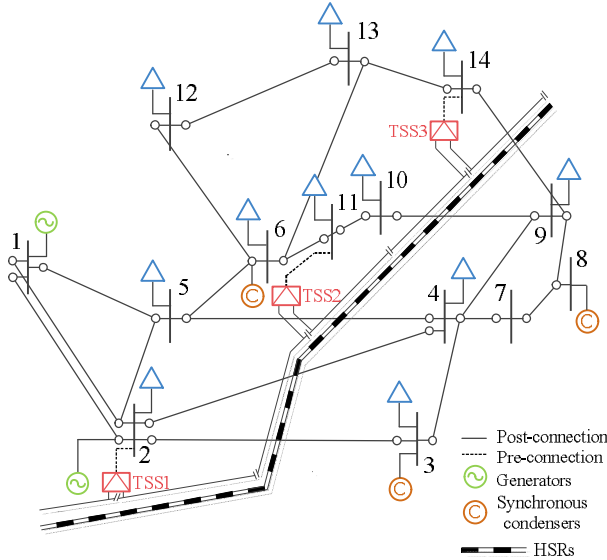 13
14
12
TSS3
10
11
6
1
9
8
5
TSS2
4
7
C
C
2
3
Post-connection
Pre-connection
TSS1
Generators
C
C
Synchronous
condensers
HSRs